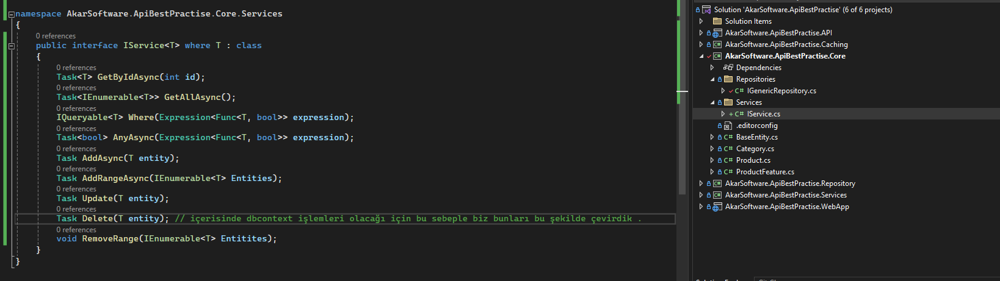 namespace AkarSoftware.ApiBestPractise.Core.Services
{
0 references
public interface IService<T> where T : class
{
0 references
Task<T> GetByIdAsync(int id);
0 references
Task<IEnumerable<T>> GetAllAsync();
0 references
IQueryable<T> Where(Expression<Func<T, bool>> expression);
0 references
Task<bool> AnyAsync(Expression<Func<T, bool>> expression);
0 references
Task AddAsync(T entity);
0 references
Task AddRangeAsync(IEnumerable<T> Entities);
0 references
Task Update(T entity);
0 references
Task Delete(T entity); // içerisinde dbcontext işlemleri olacağı için bu sebeple biz bunları bu şekilde çevirdik .
0 references
void RemoveRange(IEnumerable<T> Entitites);
}
}
Solution 'AkarSoftware.ApiBestPractise' (6 of 6 projects)
Solution Items
AkarSoftware.ApiBestPractise.API
C# AkarSoftware.ApiBestPractise.Caching
C# AkarSoftware.ApiBestPractise.Core
Dependencies
Repositories
C# IGenericRepository.cs
Services
C# IService.cs
.editorconfig
C# BaseEntity.cs
C# Category.cs
C# Product.cs
C# ProductFeature.cs
C# AkarSoftware.ApiBestPractise.Repository
C# AkarSoftware.ApiBestPractise.Services
AkarSoftware.ApiBestPractise.WebApp